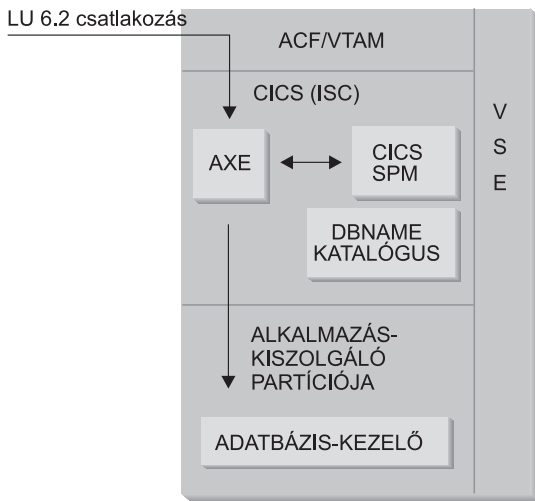 LU 6.2 csatlakozás
ACF/VTAM
CICS (ISC)
AXE
CICS
SPM
DBNAME
KATALÓGUS
V
S
E
ALKALMAZÁS-
KISZOLGÁLÓ
PARTÍCIÓJA
ADATBÁZIS-KEZELŐ